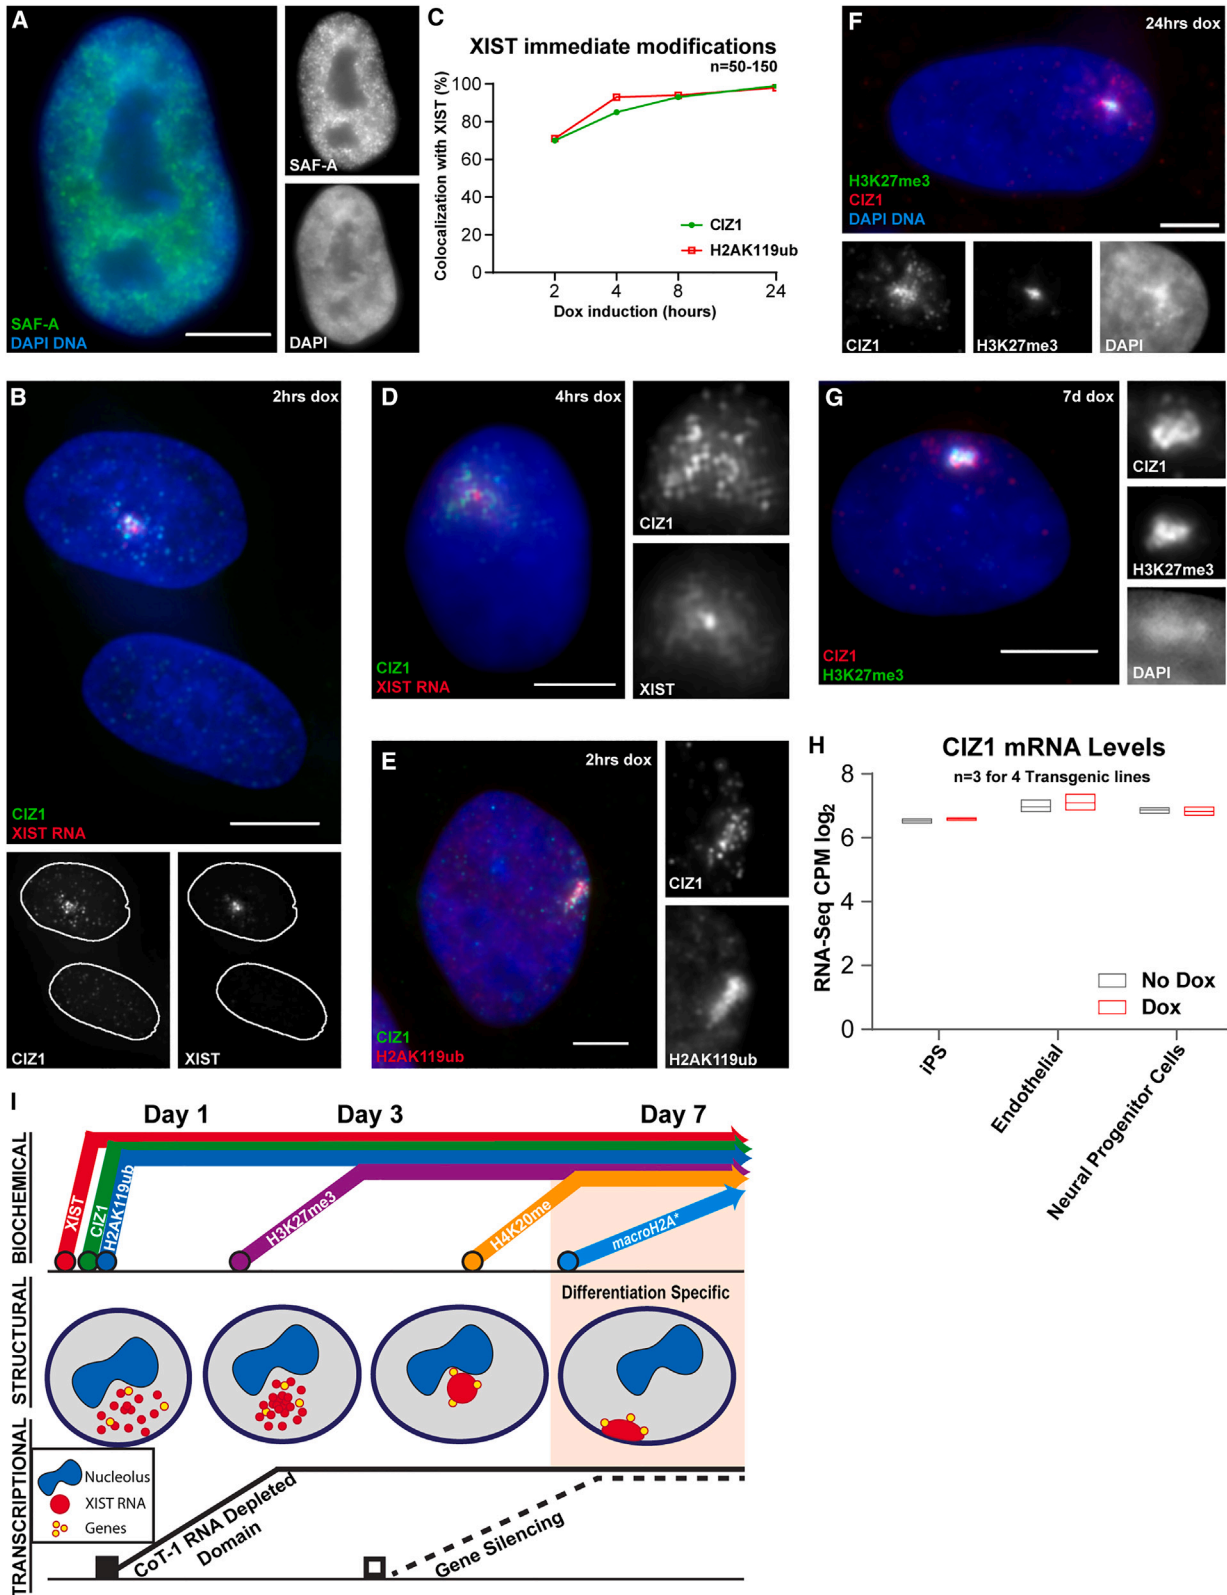 A
SAF-A
DAPI DNA
SAF-A
DAPI
C
XIST immediate modifications
n=50-150
Colocalization with XIST (%)
100
80
60
40
20
0
2
4
8
24
Dox induction (hours)
CIZ1
H2AK119ub
F
24hrs dox
H3K27me3
CIZ1
DAPI DNA
CIZ1
H3K27me3
DAPI
B
2hrs dox
CIZ1
XIST RNA
CIZ1
XIST
D
4hrs dox
CIZ1
XIST RNA
CIZ1
XIST
E
2hrs dox
CIZ1
H2AK119ub
CIZ1
H2AK119ub
G
7d dox
CIZ1
H3K27me3
CIZ1
H3K27me3
DAPI
H
CIZ1 mRNA Levels
n=3 for 4 Transgenic lines
RNA-Seq CPM log2
8
6
4
2
0
No Dox
Dox
iPS
Endothelial
Neural Progenitor Cells
I
Day 1
Day 3
Day 7
BIOCHEMICAL
XIST
CIZ1
H2AK119ub
H3K27me3
H4K20me
macroH2A*
STRUCTURAL
Differentiation Specific
TRANSCRIPTIONAL
Nucleolus
XIST RNA
Genes
CoT-1 RNA Depleted
Domain
Gene Silencing